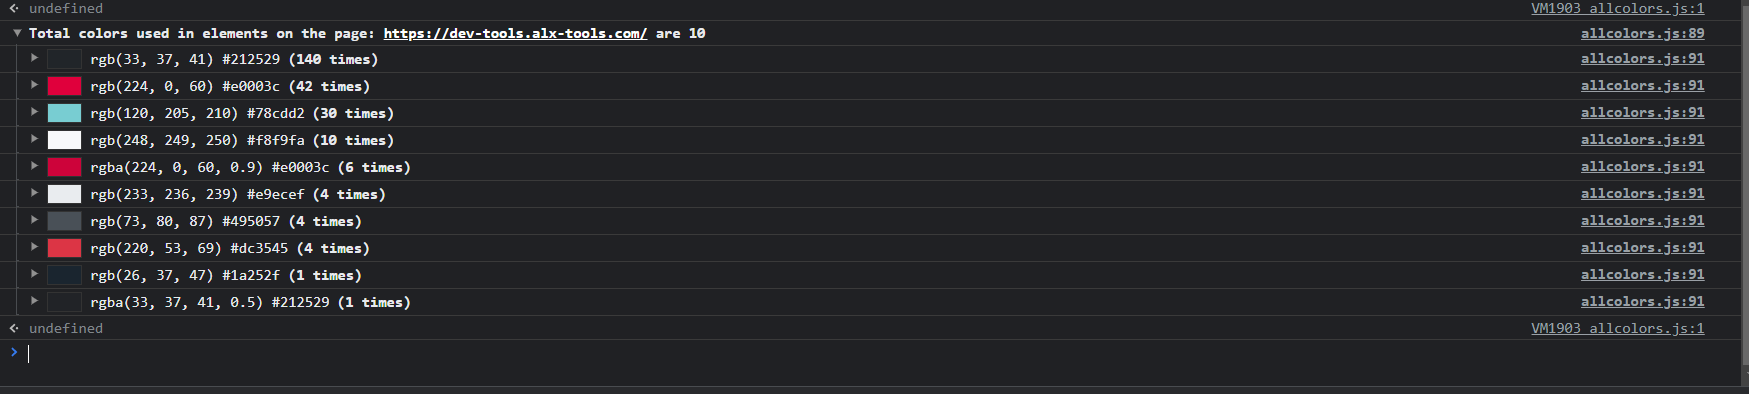 undefined VM1903 allcolors.js:1
Total colors used in elements on the page: https://dev-tools.alx-tools.com/ are 10 allcolors.js:89
rgb(33, 37, 41) #212529 (140 times) allcolors.js:91
rgb(224, 0, 60) #e0003c (42 times) allcolors.js:91
rgb(120, 205, 210) #78cdd2 (30 times) allcolors.js:91
rgb(248, 249, 250) #f8f9fa (10 times) allcolors.js:91
rgba(224, 0, 60, 0.9) #e0003c (6 times) allcolors.js:91
rgb(233, 236, 239) #e9ecef (4 times) allcolors.js:91
rgb(73, 80, 87) #495057 (4 times) allcolors.js:91
rgb(220, 53, 69) #dc3545 (4 times) allcolors.js:91
rgb(26, 37, 47) #1a252f (1 times) allcolors.js:91
rgba(33, 37, 41, 0.5) #212529 (1 times) allcolors.js:91
undefined VM1903 allcolors.js:1